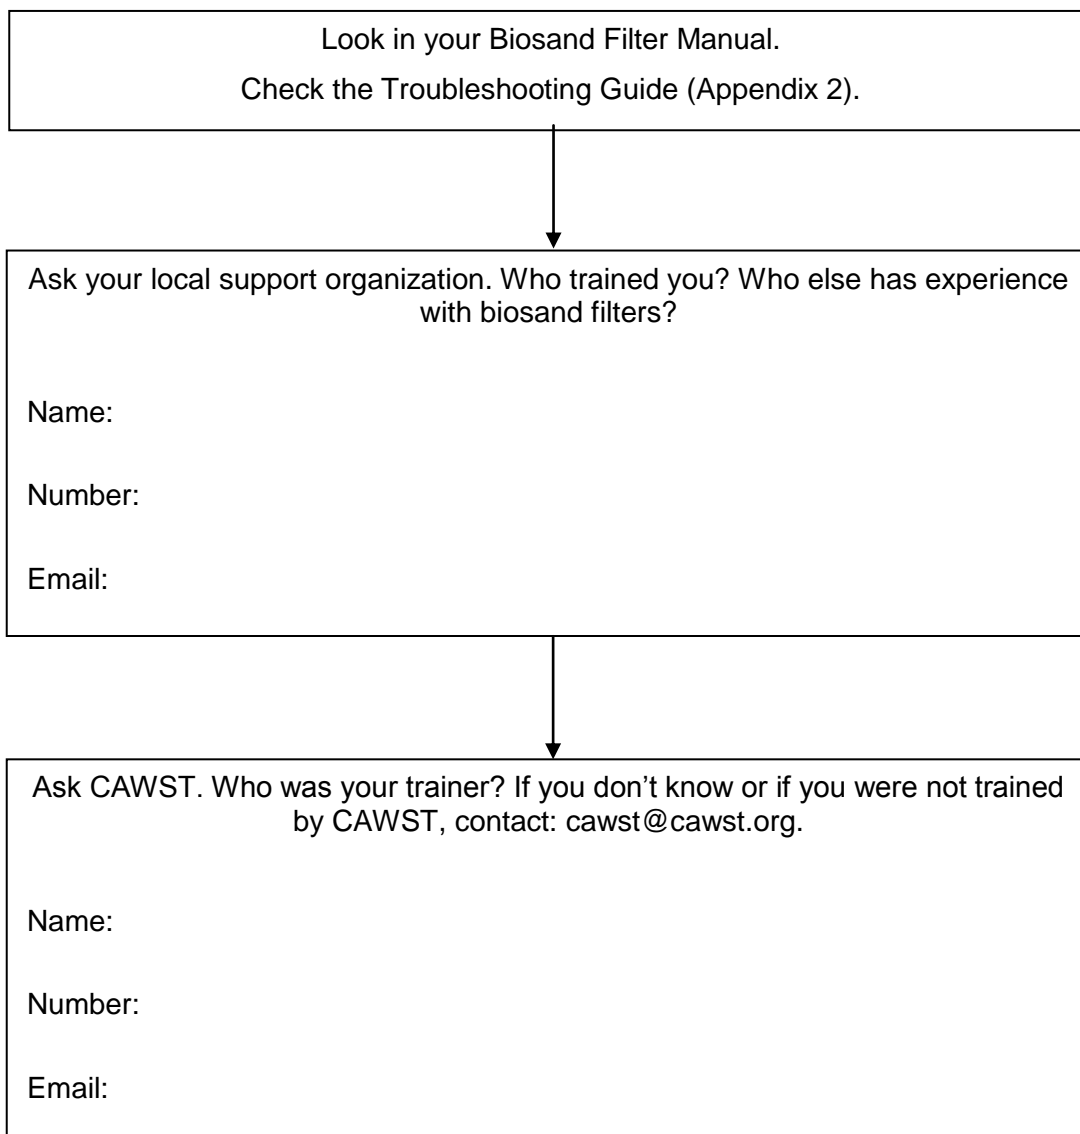 Look in your Biosand Filter Manual.
Check the Troubleshooting Guide (Appendix 2).
Ask your local support organization. Who trained you? Who else has experience
with biosand filters?
Name:
Number:
Email:
Ask CAWST. Who was your trainer? If you don’t know or if you were not trained
by CAWST, contact: cawst@cawst.org.
Name:
Number:
Email: